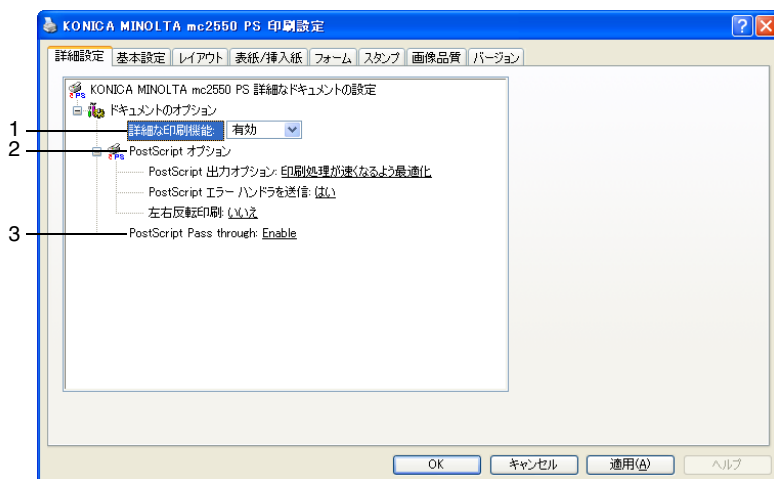 KONICA MINOLTA mc2550 PS 印刷設定
詳細設定 基本設定 レイアウト 表紙/挿入紙 フォーム スタンプ 画像品質 バージョン
KONICA MINOLTA mc2550 PS 詳細なドキュメントの設定
ドキュメントのオプション
1 詳細な印刷機能: 有効
2 PostScript オプション
PostScript 出力オプション: 印刷処理が速くなるよう最適化
PostScript エラー ハンドラを送信: はい
左右反転印刷: いいえ
3 PostScript Pass through: Enable
OK キャンセル 適用(A) ヘルプ